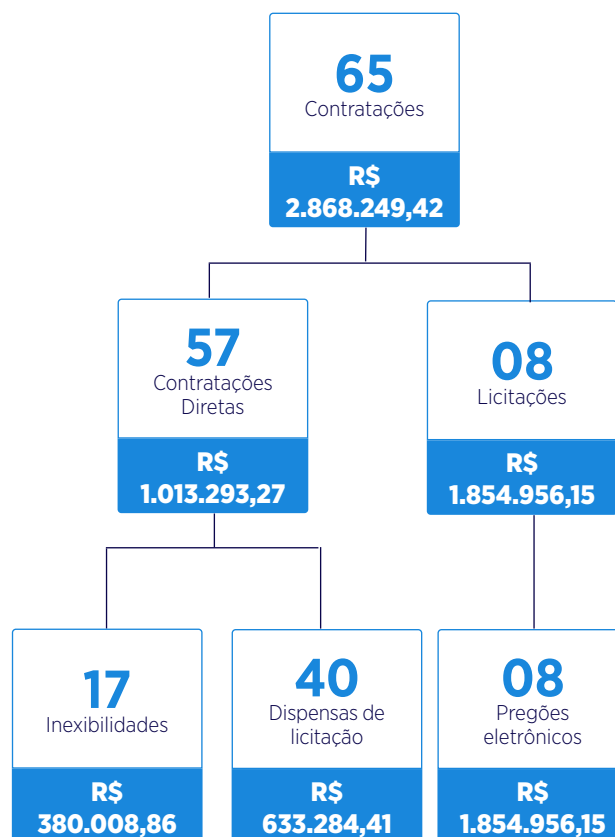 65
Contratações
R$
2.868.249,42
57
Contratações
Diretas
R$
1.013.293,27
08
Licitações
R$
1.854.956,15
17
Inexibilidades
R$
380.008,86
40
Dispensas de
licitação
R$
633.284,41
08
Pregões
eletrônicos
R$
1.854.956,15